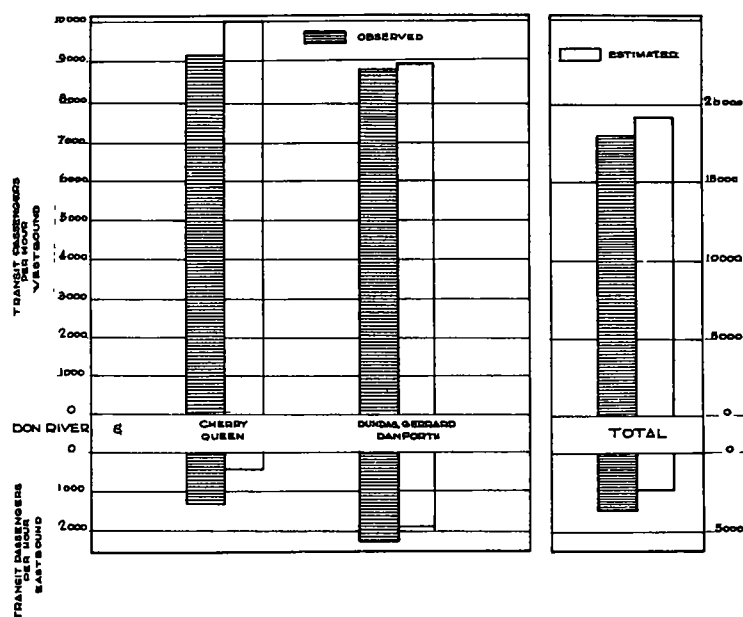 10000
9000
8000
7000
6000
5000
4000
3000
2000
1000
0
TRANSIT PASSENGERS
PER HOUR
WESTBOUND
OBSERVED
ESTIMATED
20000
15000
10000
5000
0
DON RIVER
CHERRY
QUEEN
DUNDAS, GERRARD
DANFORTH
TOTAL
0
1000
2000
TRANSIT PASSENGERS
PER HOUR
EASTBOUND
0
5000